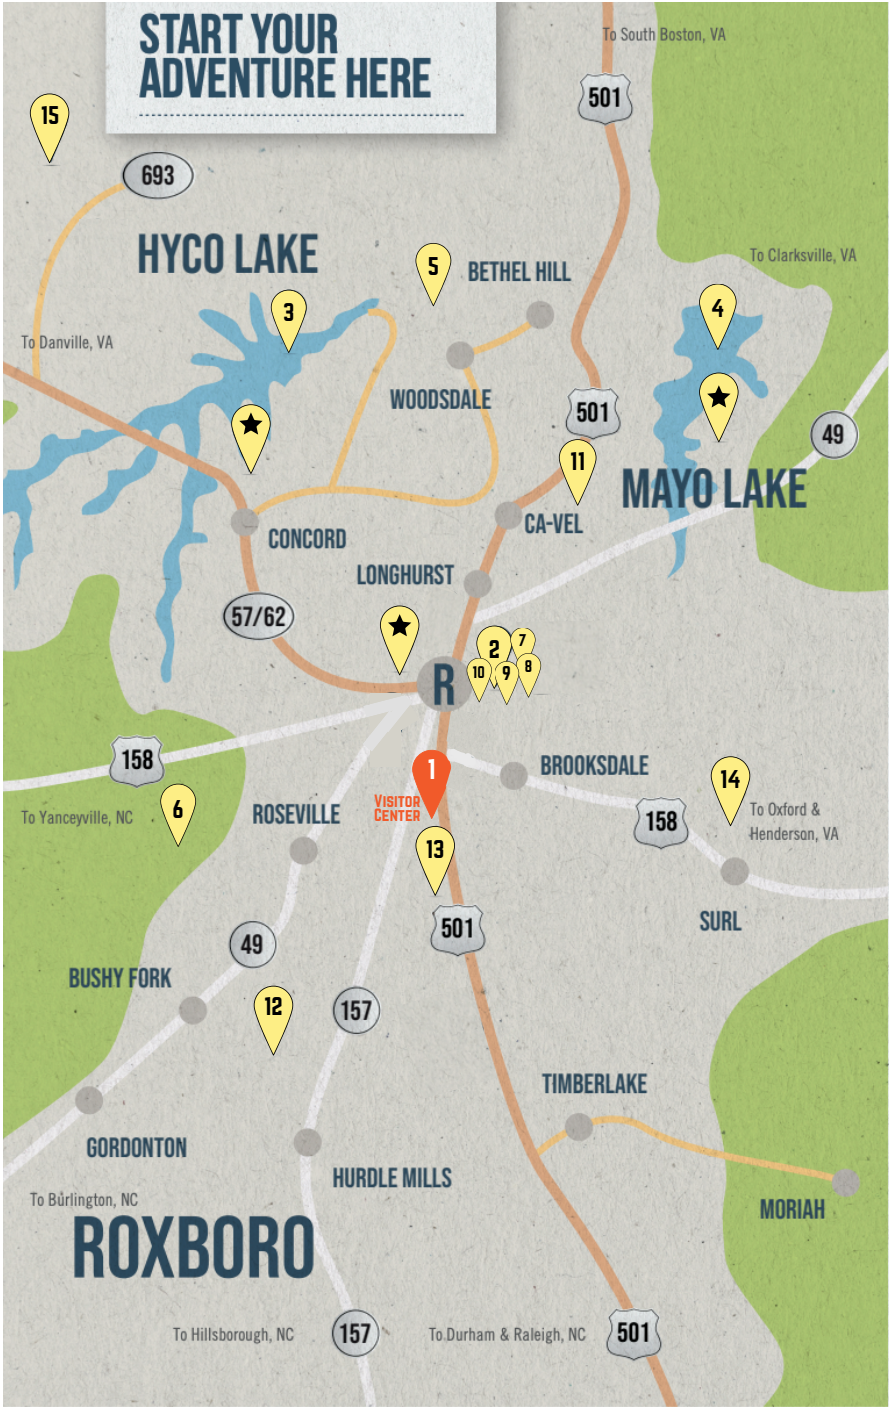 START YOUR
ADVENTURE HERE
To South Boston, VA
501
15
693
HYCO LAKE
To Clarksville, VA
5
BETHEL HILL
3
4
To Danville, VA
WOODSDALE
501
49
11
MAYO LAKE
CA-VEL
CONCORD
LONGHURST
57/62
2
7
10
9
8
R
158
1
VISITOR
CENTER
BROOKSDALE
14
6
To Yanceyville, NC
ROSEVILLE
158
To Oxford &
Henderson, VA
13
501
SURL
49
BUSHY FORK
12
157
TIMBERLAKE
GORDONTON
HURDLE MILLS
To Burlington, NC
MORIAH
ROXBORO
To Hillsborough, NC
157
To Durham & Raleigh, NC
501